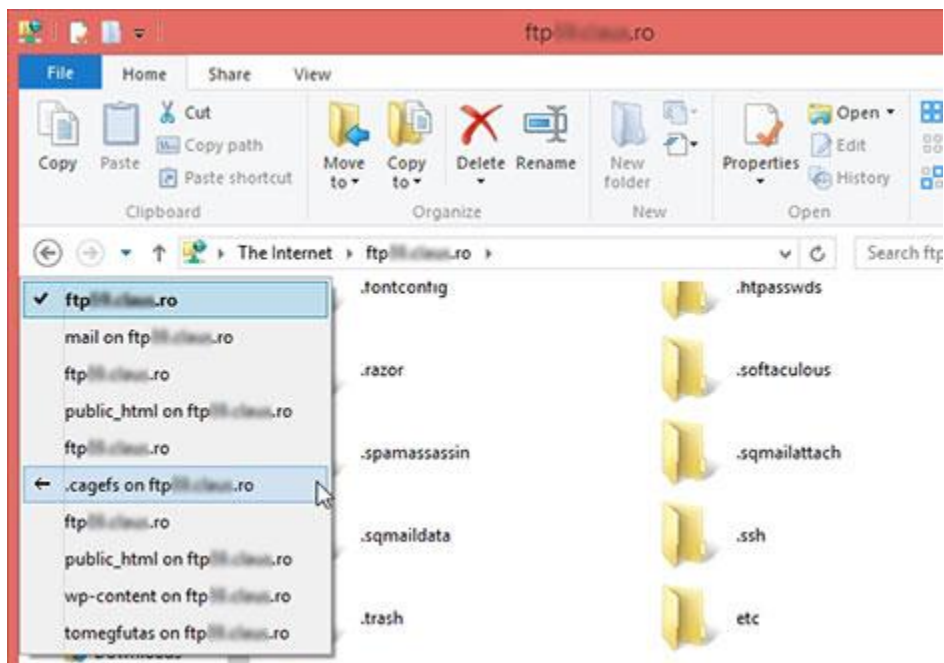 ftp .ro
File Home Share View
Copy
Paste
Cut
Copy path
Paste shortcut
Move to
Copy to
Delete
Rename
New folder
Properties
Open
Edit
History
Clipboard Organize New Open
The Internet ftp .ro
Search ftp
ftp .ro
mail on ftp .ro
ftp .ro
public_html on ftp .ro
ftp .ro
.cagefs on ftp .ro
ftp .ro
public_html on ftp .ro
wp-content on ftp .ro
tomegfutas on ftp .ro
.fontconfig .htpasswds
.razor .softaculous
.spamassassin .sqmailattach
.sqmaildata .ssh
.trash etc
Downloads